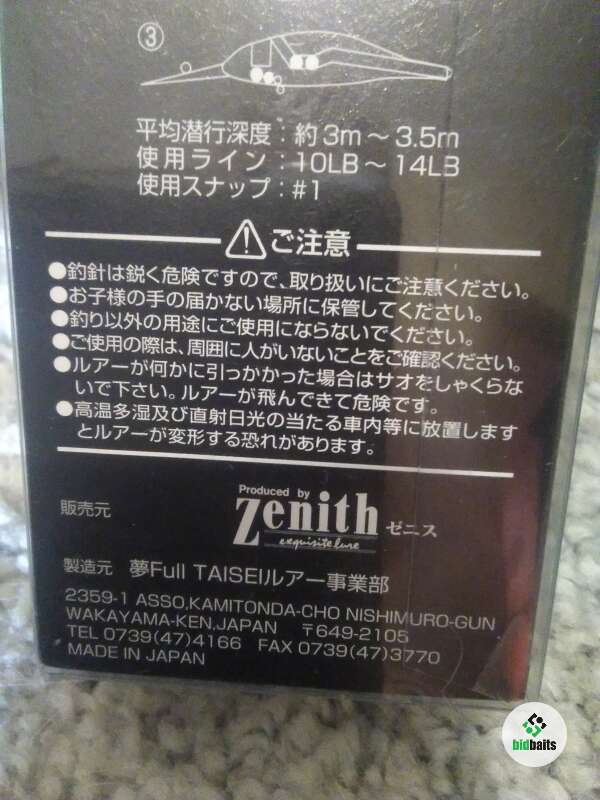 ③
平均潜行深度：約3m～3.5m
使用ライン：10LB～14LB
使用スナップ：#1
ご注意
●釣針は鋭く危険ですので、取り扱いにご注意ください。
●お子様の手の届かない場所に保管してください。
●釣り以外の用途にご使用にならないでください。
●ご使用の際は、周囲に人がいないことをご確認ください。
●ルアーが何かに引っかかった場合はサオをしゃくらな
いで下さい。ルアーが飛んできて危険です。
●高温多湿及び直射日光の当たる車内等に放置します
とルアーが変形する恐れがあります。
Produced by
販売元 Zenith ゼニス
exquisite lure
製造元 夢Full TAISEIルアー事業部
2359-1 ASSO,KAMITONDA-CHO NISHIMURO-GUN
WAKAYAMA-KEN,JAPAN 〒649-2105
TEL 0739(47)4166 FAX 0739(47)3770
MADE IN JAPAN
bidbaits